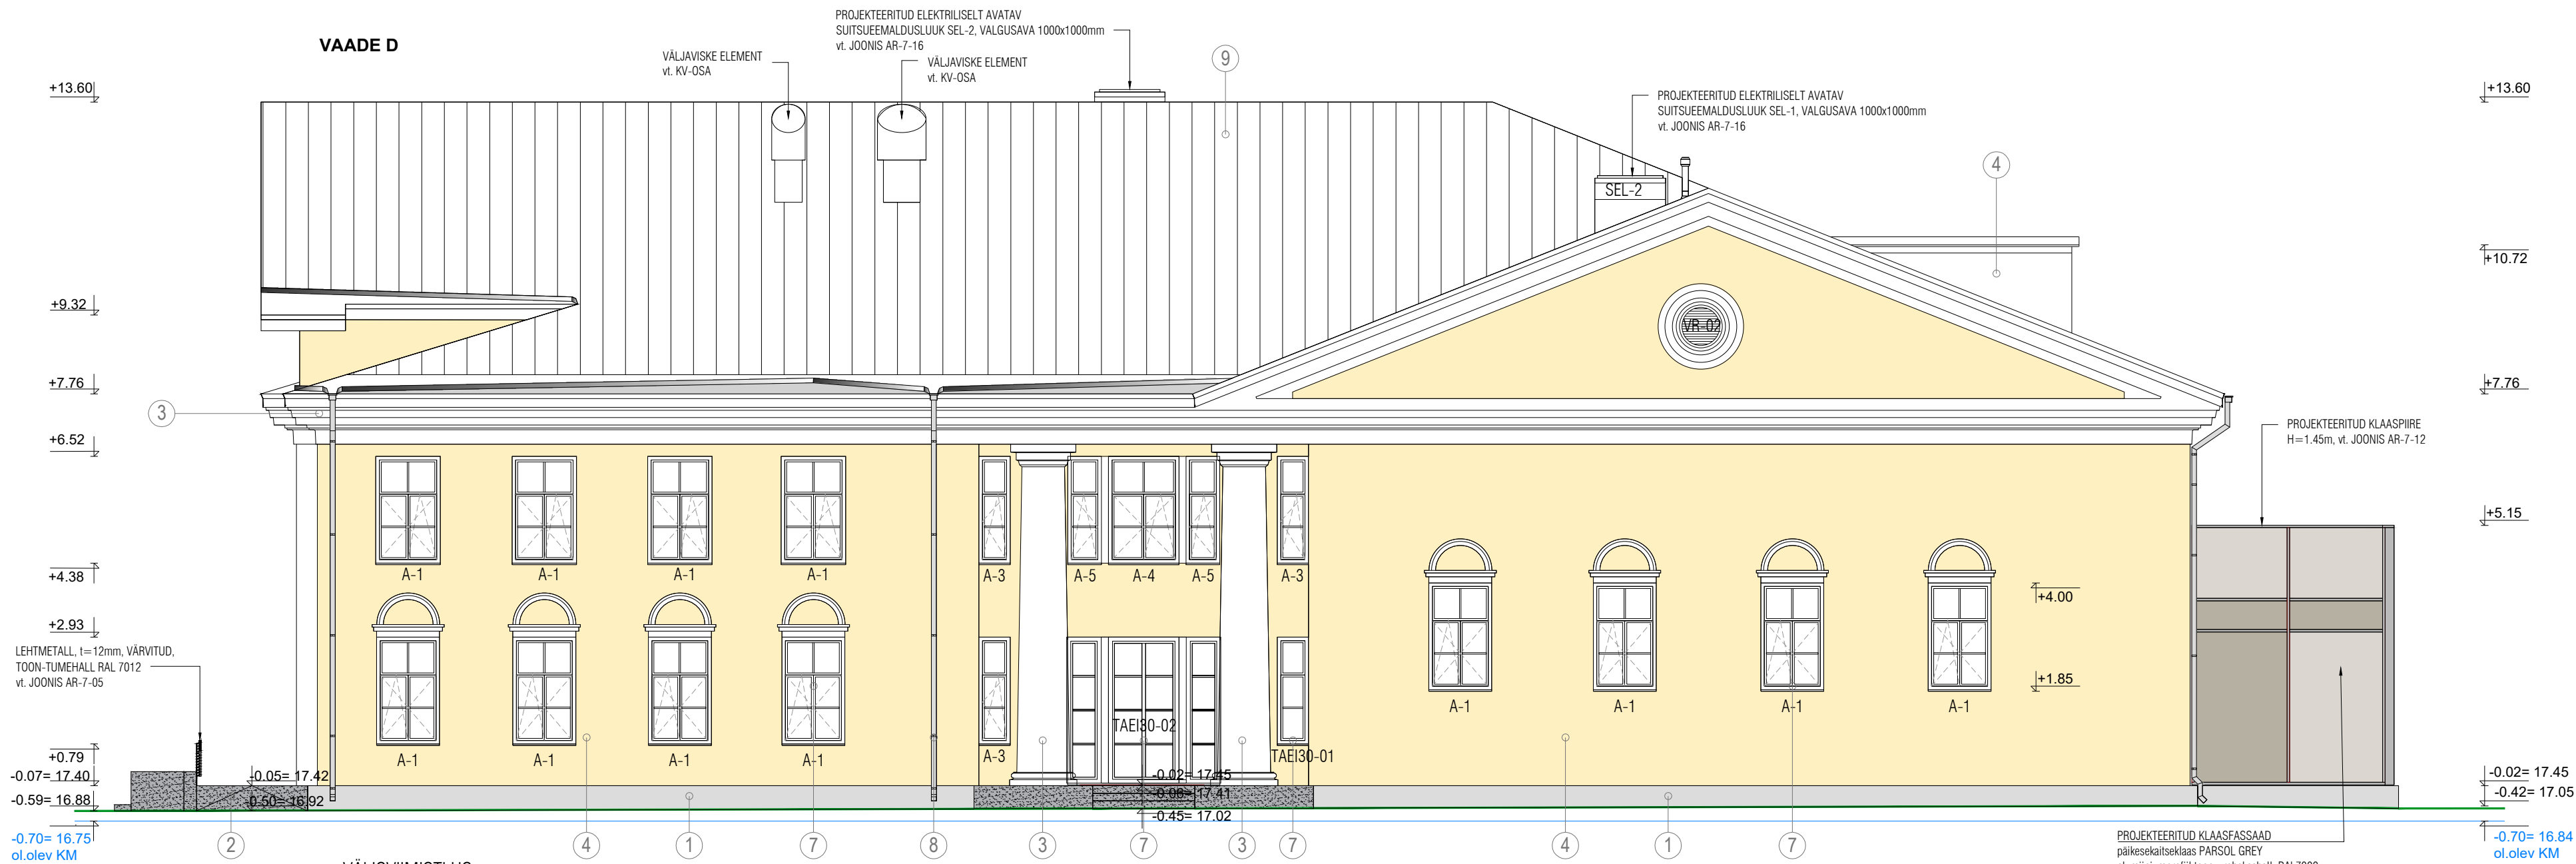 VAADE D
PROJEKTEERITUD ELEKTRILISELT AVATAV
SUITSUEEMALDUSLUUK SEL-2, VALGUSAVA 1000x1000mm
vt. JOONIS AR-7-16
VÄLJAVISKE ELEMENT
vt. KV-OSA
VÄLJAVISKE ELEMENT
vt. KV-OSA
9
+13.60
+13.60
PROJEKTEERITUD ELEKTRILISELT AVATAV
SUITSUEEMALDUSLUUK SEL-1, VALGUSAVA 1000x1000mm
vt. JOONIS AR-7-16
4
SEL-2
+10.72
+9.32
VR-02
+7.76
+7.76
3
+6.52
PROJEKTEERITUD KLAASPIIRE
H=1.45m, vt. JOONIS AR-7-12
+5.15
+4.38
A-1 A-1 A-1 A-1 A-3 A-5 A-4 A-5 A-3
+4.00
+2.93
LEHTMETALL, t=12mm, VÄRVITUD,
TOON-TUMEHALL RAL 7012
vt. JOONIS AR-7-05
+1.85
A-1 A-1 A-1 A-1
TAEI30-02
+0.79
A-1 A-1 A-1 A-1 A-3 TAEI30-01
-0.07= 17.40
-0.05= 17.42
-0.02= 17.45
-0.02= 17.45
-0.59= 16.88
-0.50= 16.92
-0.08= 17.41
-0.42= 17.05
-0.45= 17.02
-0.70= 16.75
ol.olev KM
-0.70= 16.84
ol.olev KM
2 4 1 7 8 3 7 3 7 4 1 7
PROJEKTEERITUD KLAASFASSAAD
päikesekaitseklaas PARSOL GREY